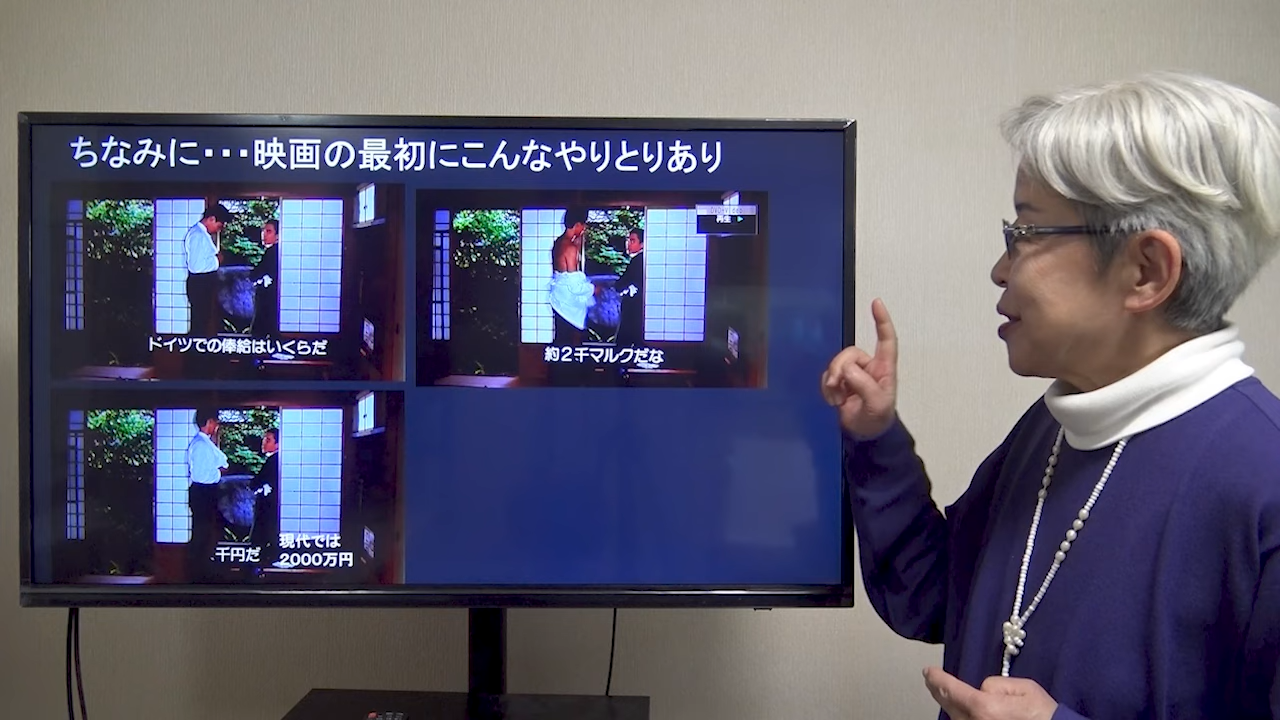 ちなみに・・・映画の最初にこんなやりとりあり
ドイツでの俸給はいくらだ
再生
約2千マルクだな
千円だ
現代では
2000万円